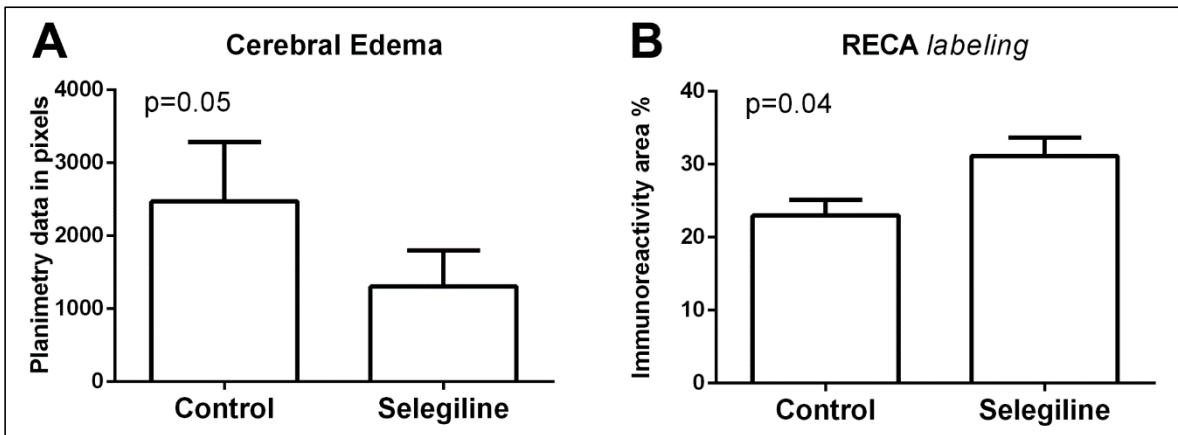 A
Cerebral Edema
Planimetry data in pixels
4000
3000
2000
1000
0
p=0.05
Control Selegiline
B
RECA labeling
Immunoreactivity area %
40
30
20
10
0
p=0.04
Control Selegiline